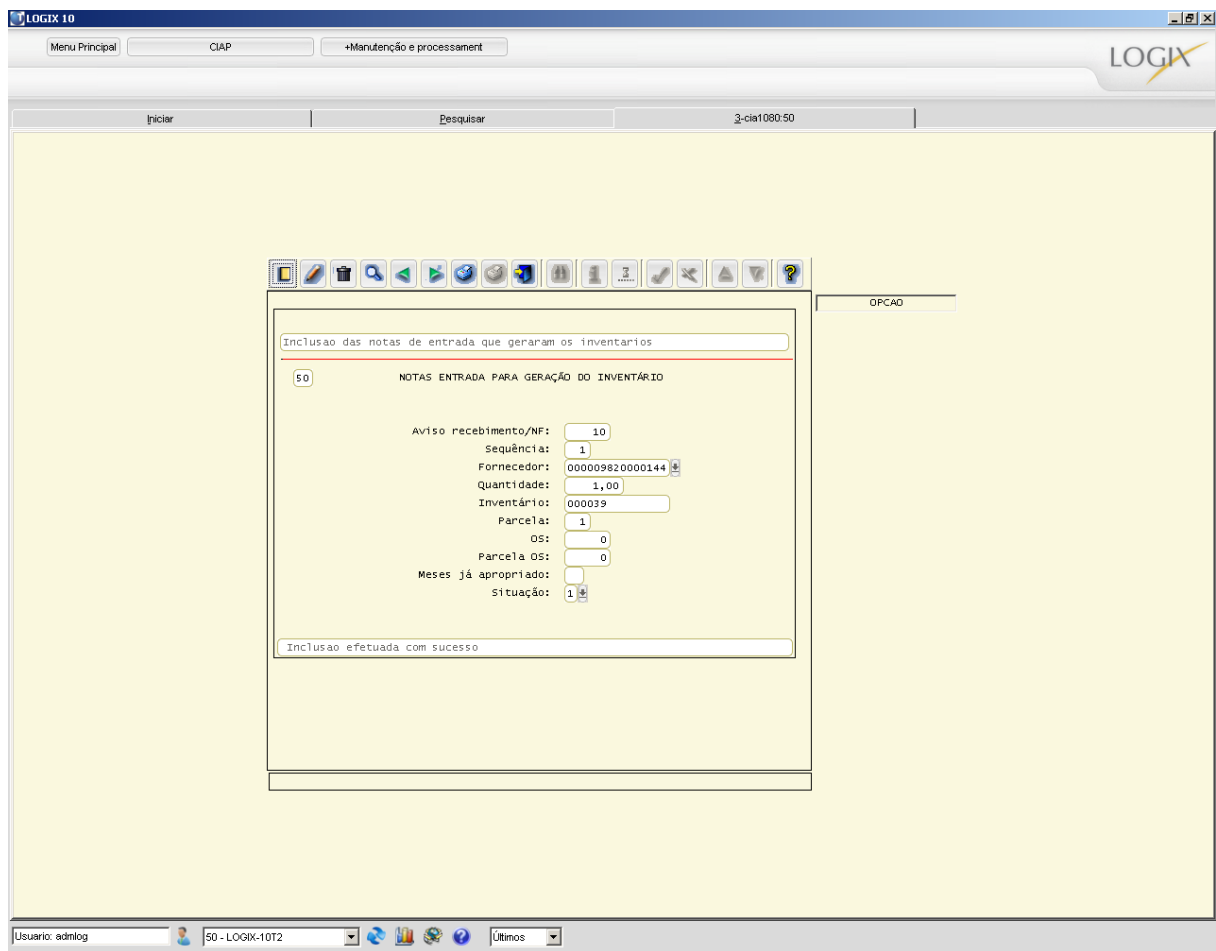 LOGIX 10
Menu Principal
CIAP
+Manutenção e processament
LOGIX
Iniciar
Pesquisar
3-cia1080:50
OPCAO
Inclusao das notas de entrada que geraram os inventarios
50 NOTAS ENTRADA PARA GERAÇÃO DO INVENTÁRIO
Aviso recebimento/NF: 10
Sequência: 1
Fornecedor: 000009820000144
Quantidade: 1,00
Inventário: 000039
Parcela: 1
OS: 0
Parcela OS: 0
Meses já apropriado:
Situação: 1
Inclusao efetuada com sucesso
Usuario: admlog
50 - LOGIX-10T2
Últimos